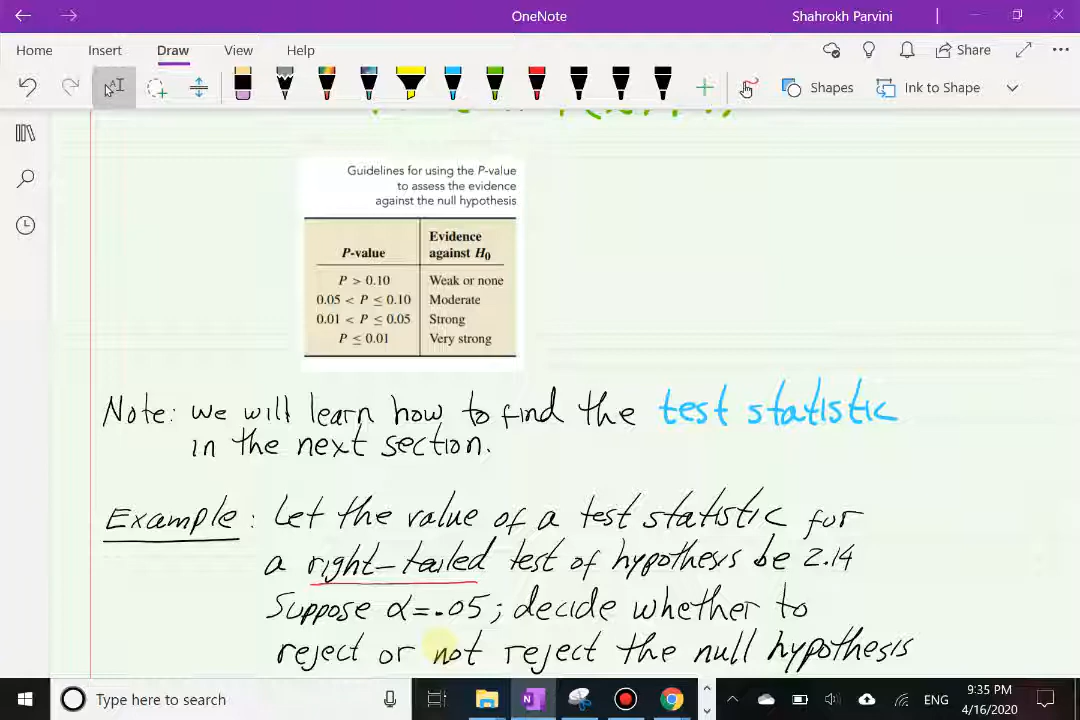 OneNote
Shahrokh Parvini
Home Insert Draw View Help
Share
Shapes
Ink to Shape
Guidelines for using the P-value
to assess the evidence
against the null hypothesis
P-value Evidence against H0
P > 0.10 Weak or none
0.05 < P ≤ 0.10 Moderate
0.01 < P ≤ 0.05 Strong
P ≤ 0.01 Very strong
Note: we will learn how to find the test statistic
in the next section.
Example: Let the value of a test statistic for
a right-tailed test of hypothesis be 2.14
Suppose α=.05; decide whether to
reject or not reject the null hypothesis
Type here to search
ENG
9:35 PM
4/16/2020